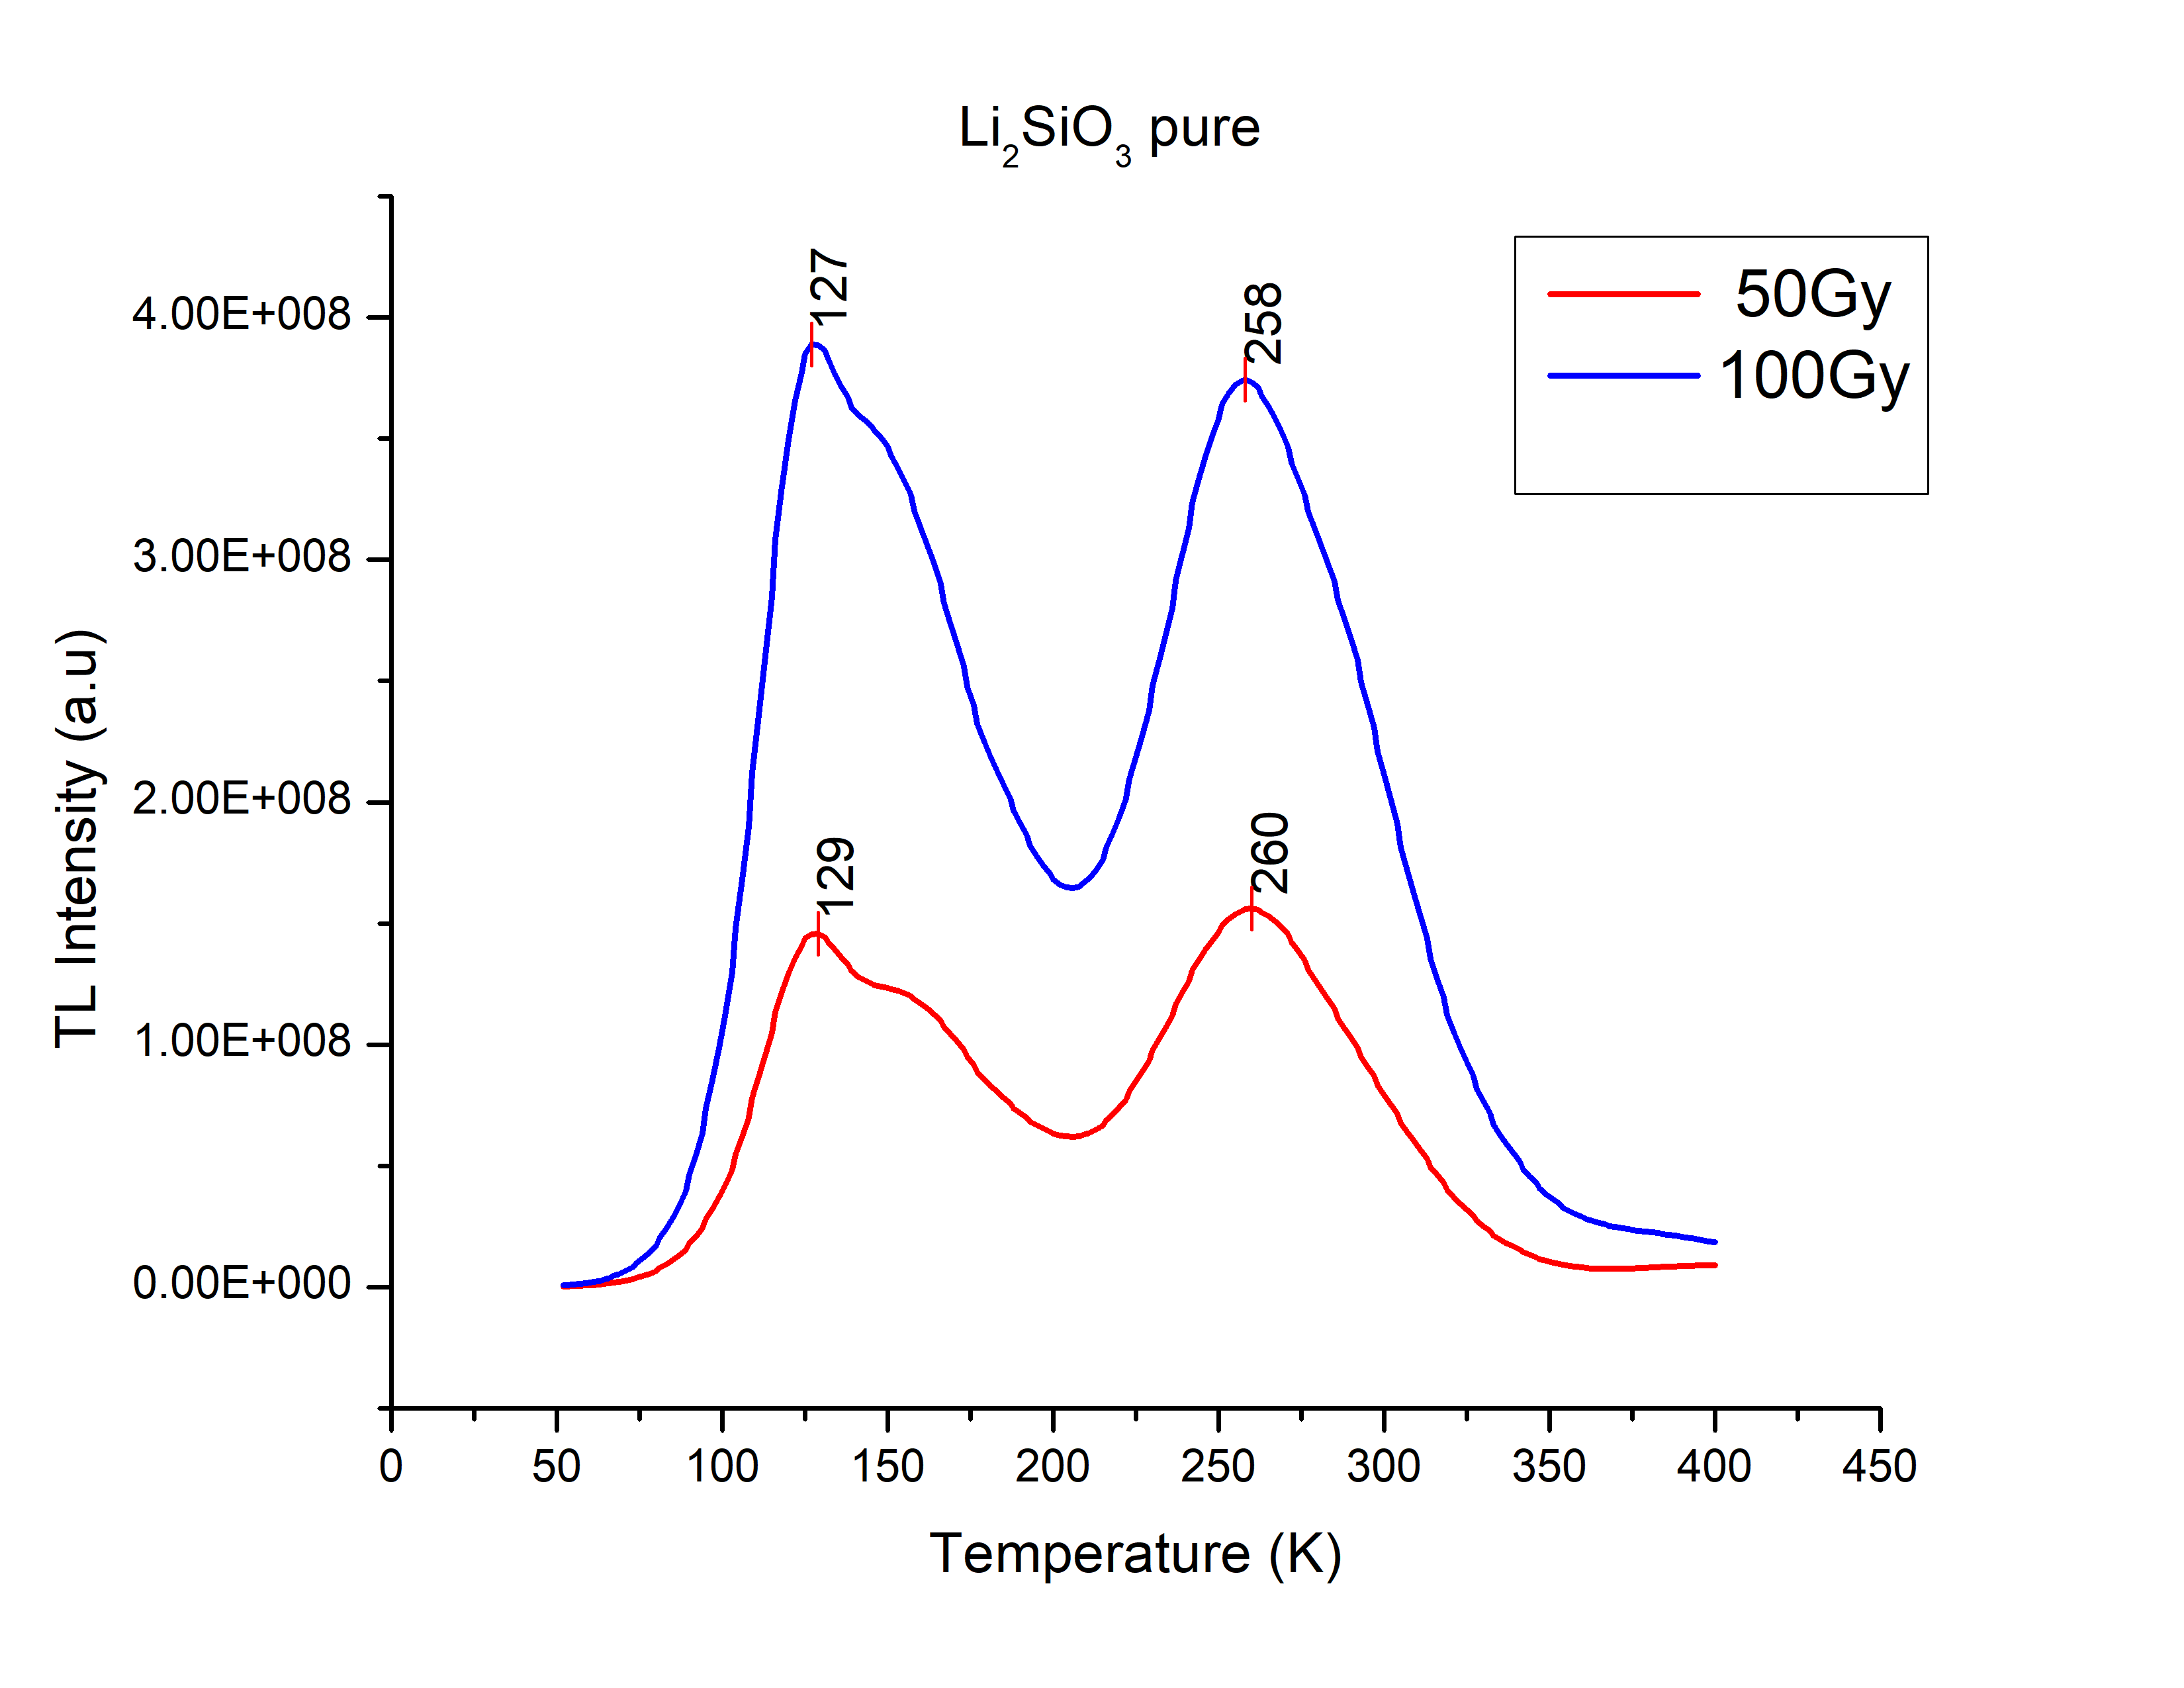 Li₂SiO₃ pure
50Gy
100Gy
127
258
129
260
4.00E+008
3.00E+008
2.00E+008
1.00E+008
0.00E+000
TL Intensity (a.u)
0 50 100 150 200 250 300 350 400 450
Temperature (K)